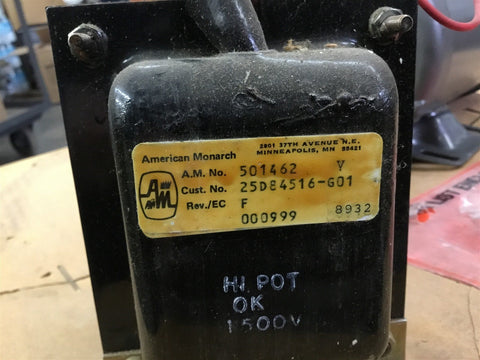 American Monarch
2801 37TH AVENUE N.E.
MINNEAPOLIS, MN 55421
A.M. No. 501462 V
Cust. No. 25D84516-G01
Rev./EC F
000999 8932
AM
HI POT
OK
1500V